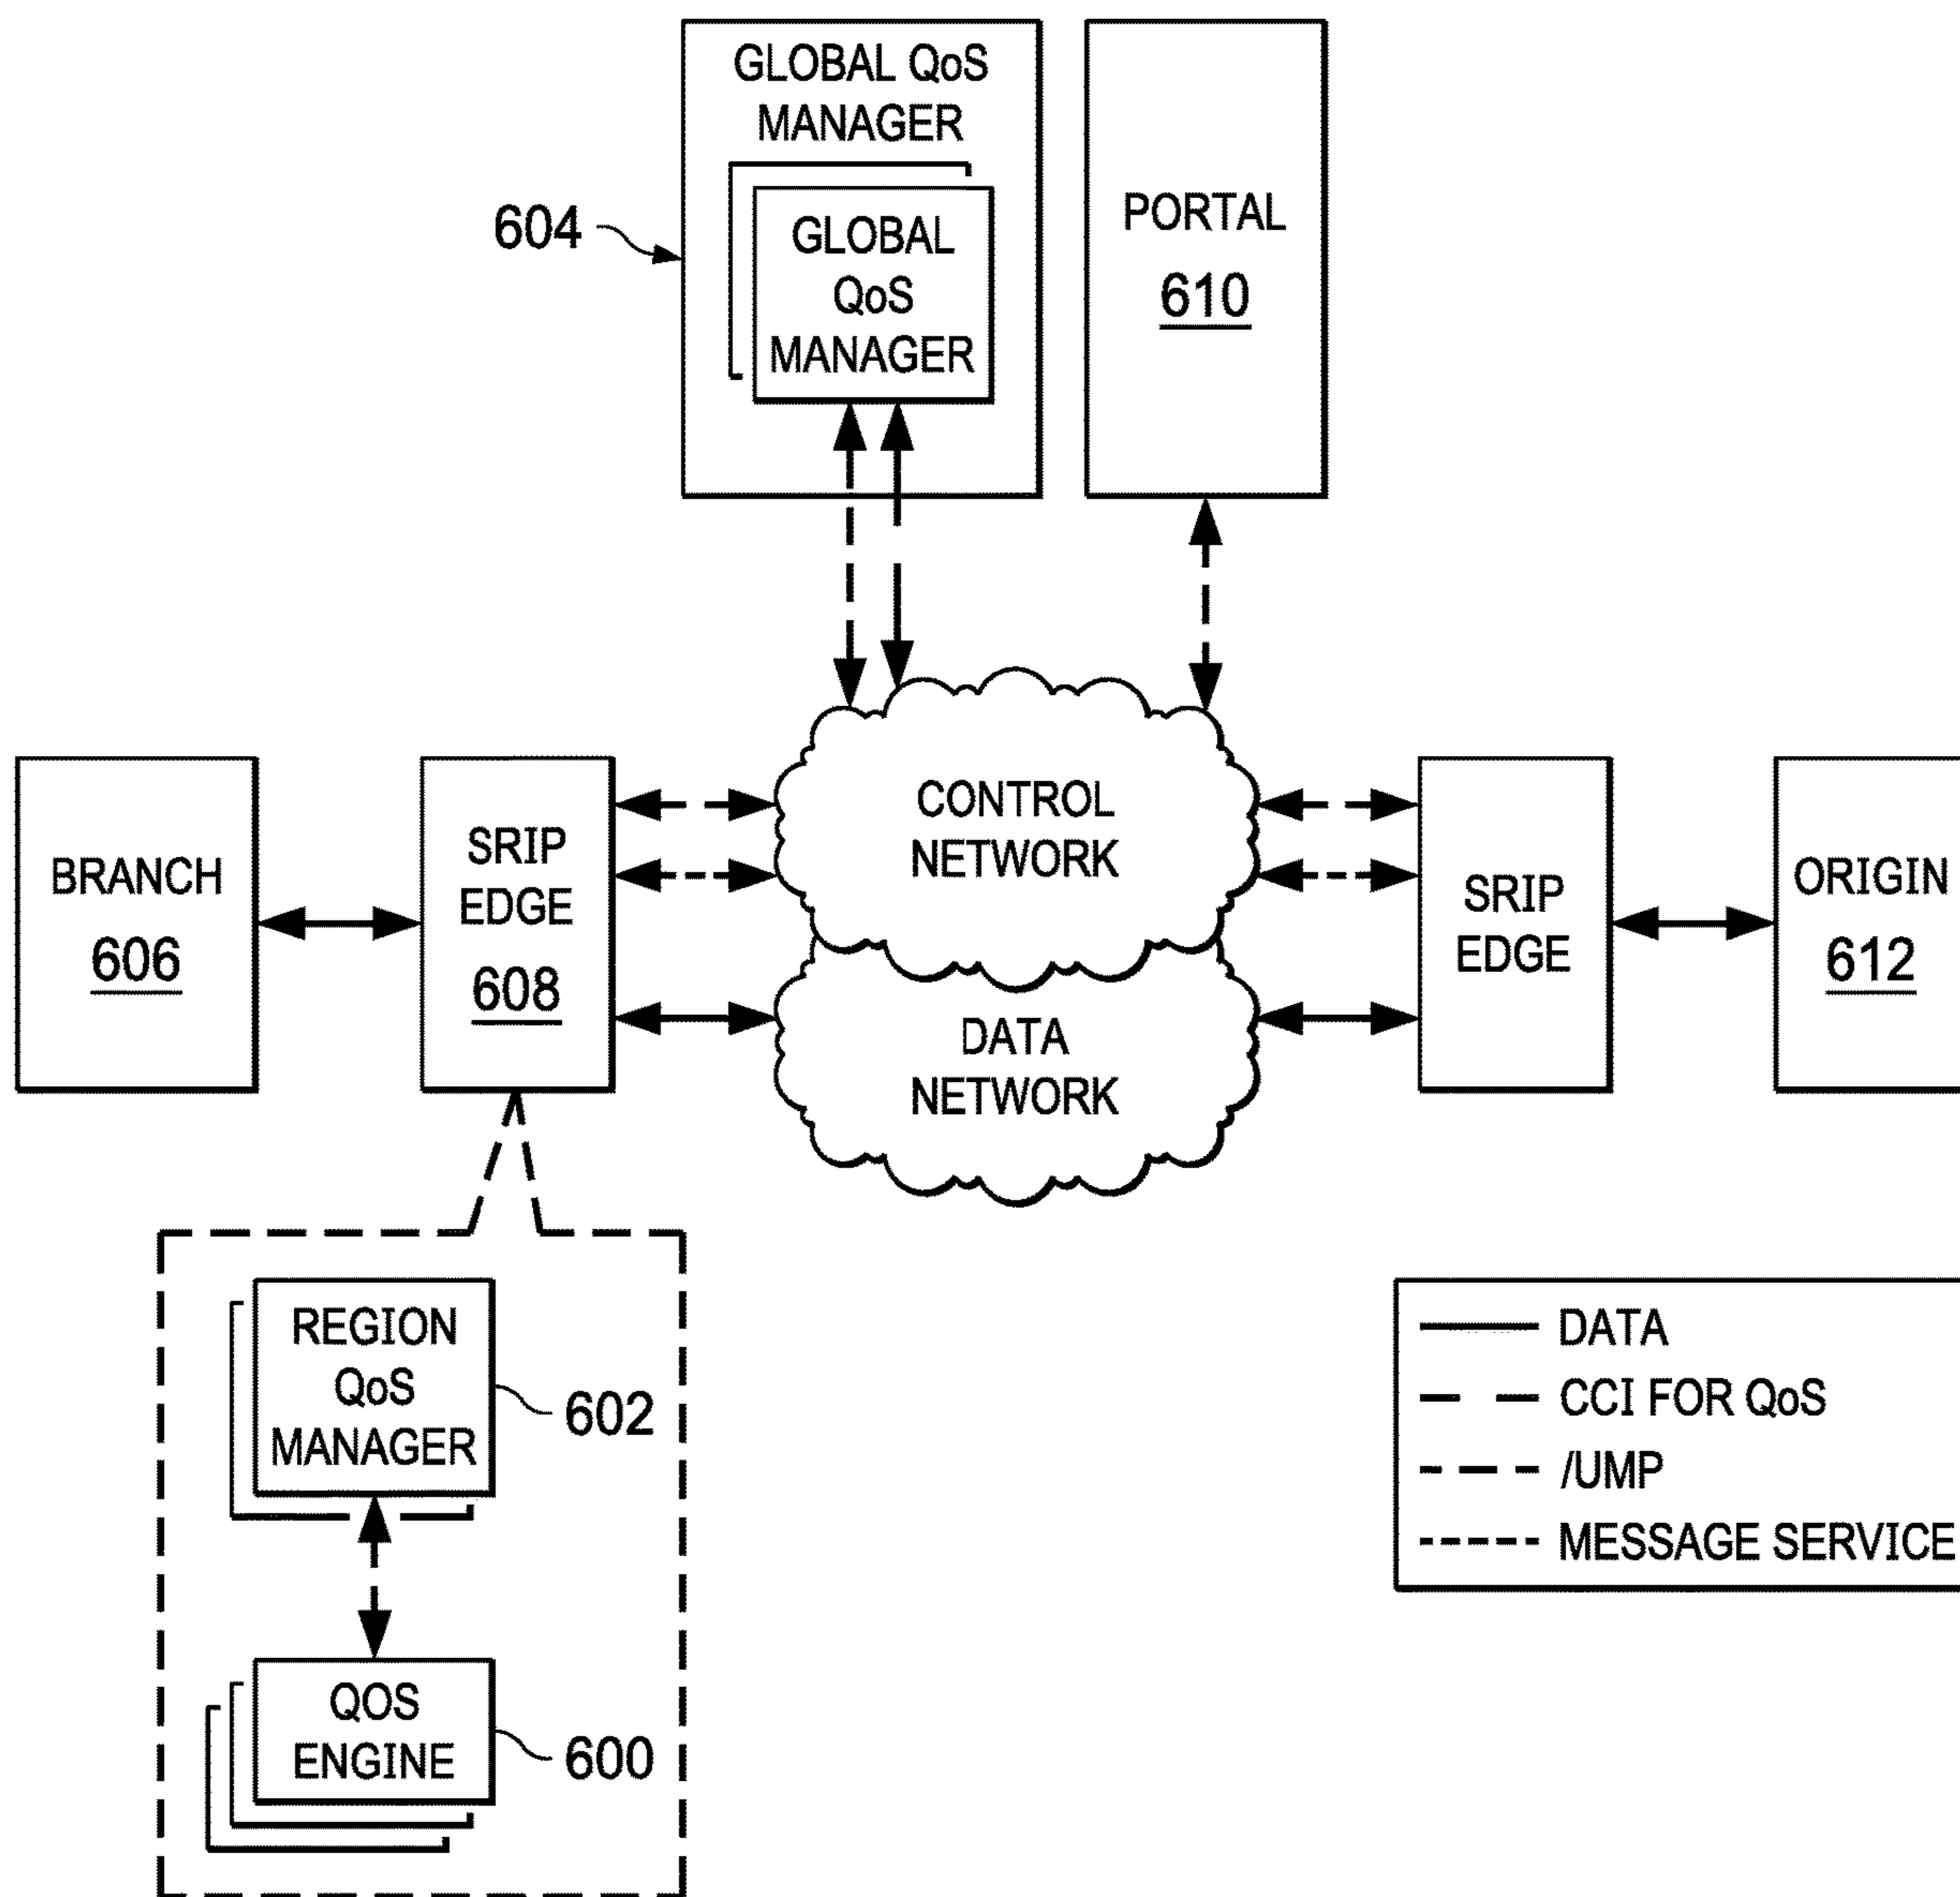 GLOBAL QoS
MANAGER
GLOBAL
QoS
MANAGER
604
PORTAL
610
BRANCH
606
SRIP
EDGE
608
CONTROL
NETWORK
DATA
NETWORK
SRIP
EDGE
ORIGIN
612
REGION
QoS
MANAGER
602
QOS
ENGINE
600
DATA
CCI FOR QoS
/UMP
MESSAGE SERVICE